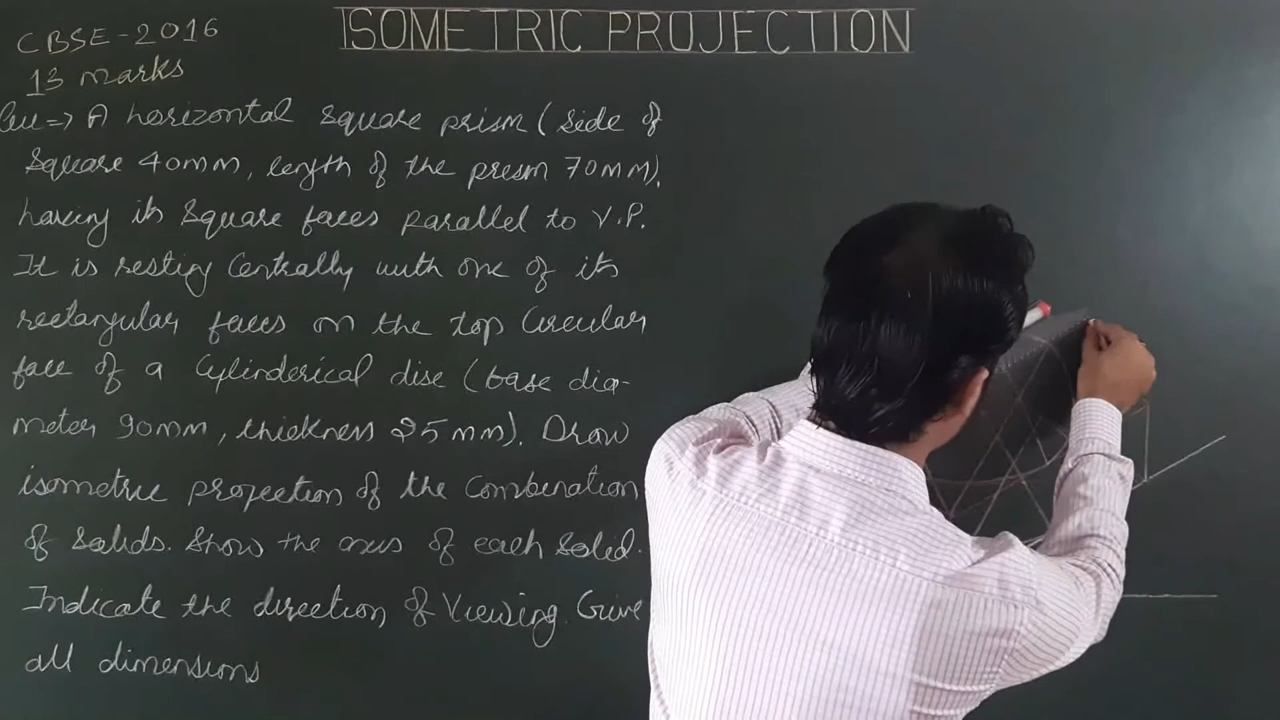 ISOMETRIC PROJECTION
CBSE-2016
13 marks
Que=> A horizontal square prism (side of
square 40mm, length of the prism 70MM),
having its square faces parallel to V.P.
It is resting centrally with one of its
rectangular faces on the top circular
face of a cylinderical disc (base dia-
meter 90mm, thickness 25mm). Draw
isometric projection of the combination
of solids. Show the axis of each solid.
Indicate the direction of viewing. Give
all dimensions